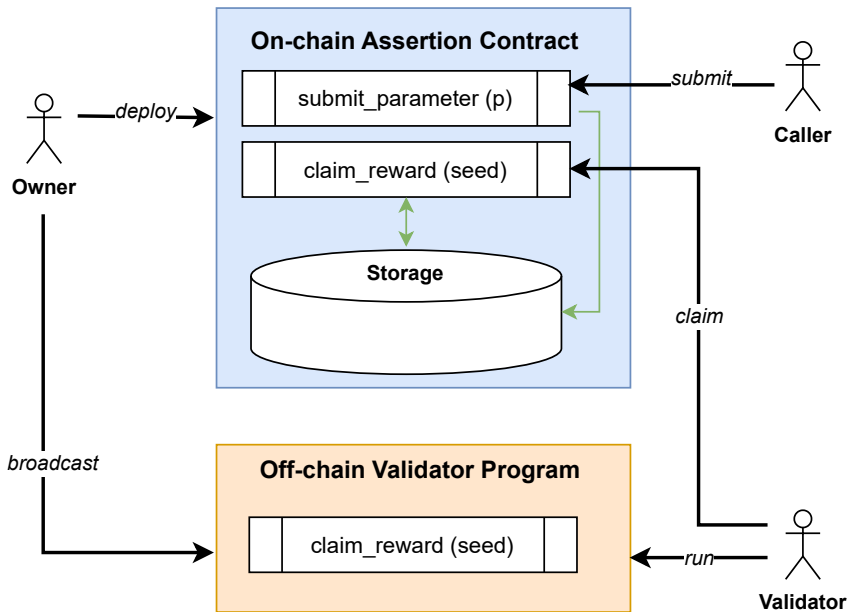 On-chain Assertion Contract
submit_parameter (p)
submit
deploy
Caller
claim_reward (seed)
Owner
Storage
claim
broadcast
Off-chain Validator Program
claim_reward (seed)
run
Validator